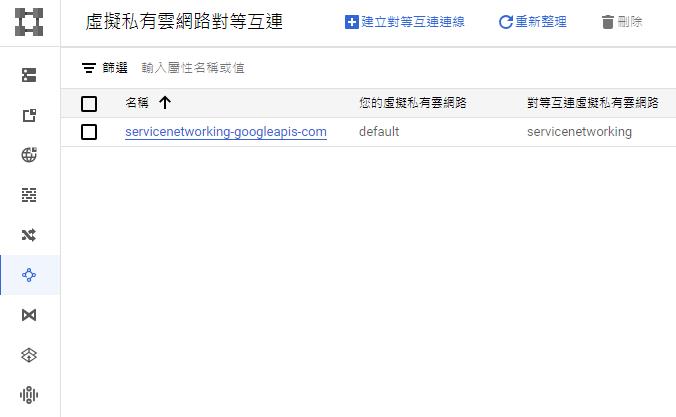 虛擬私有雲網路對等互連 建立對等互連連線 重新整理 刪除
篩選 輸入屬性名稱或值
名稱 您的虛擬私有雲網路 對等互連虛擬私有雲網路
servicenetworking-googleapis-com default servicenetworking